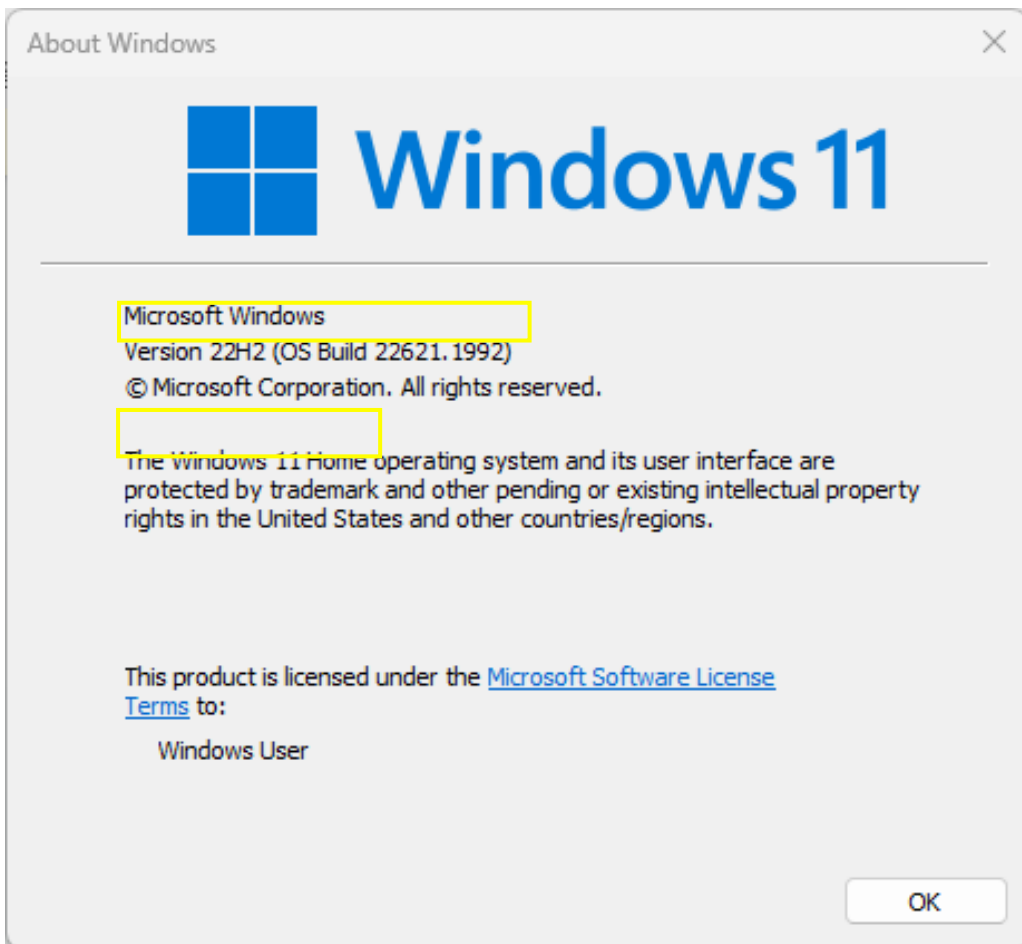 About Windows
Windows 11
Microsoft Windows
Version 22H2 (OS Build 22621.1992)
© Microsoft Corporation. All rights reserved.
The Windows 11 Home operating system and its user interface are
protected by trademark and other pending or existing intellectual property
rights in the United States and other countries/regions.
This product is licensed under the Microsoft Software License
Terms to:
Windows User
OK